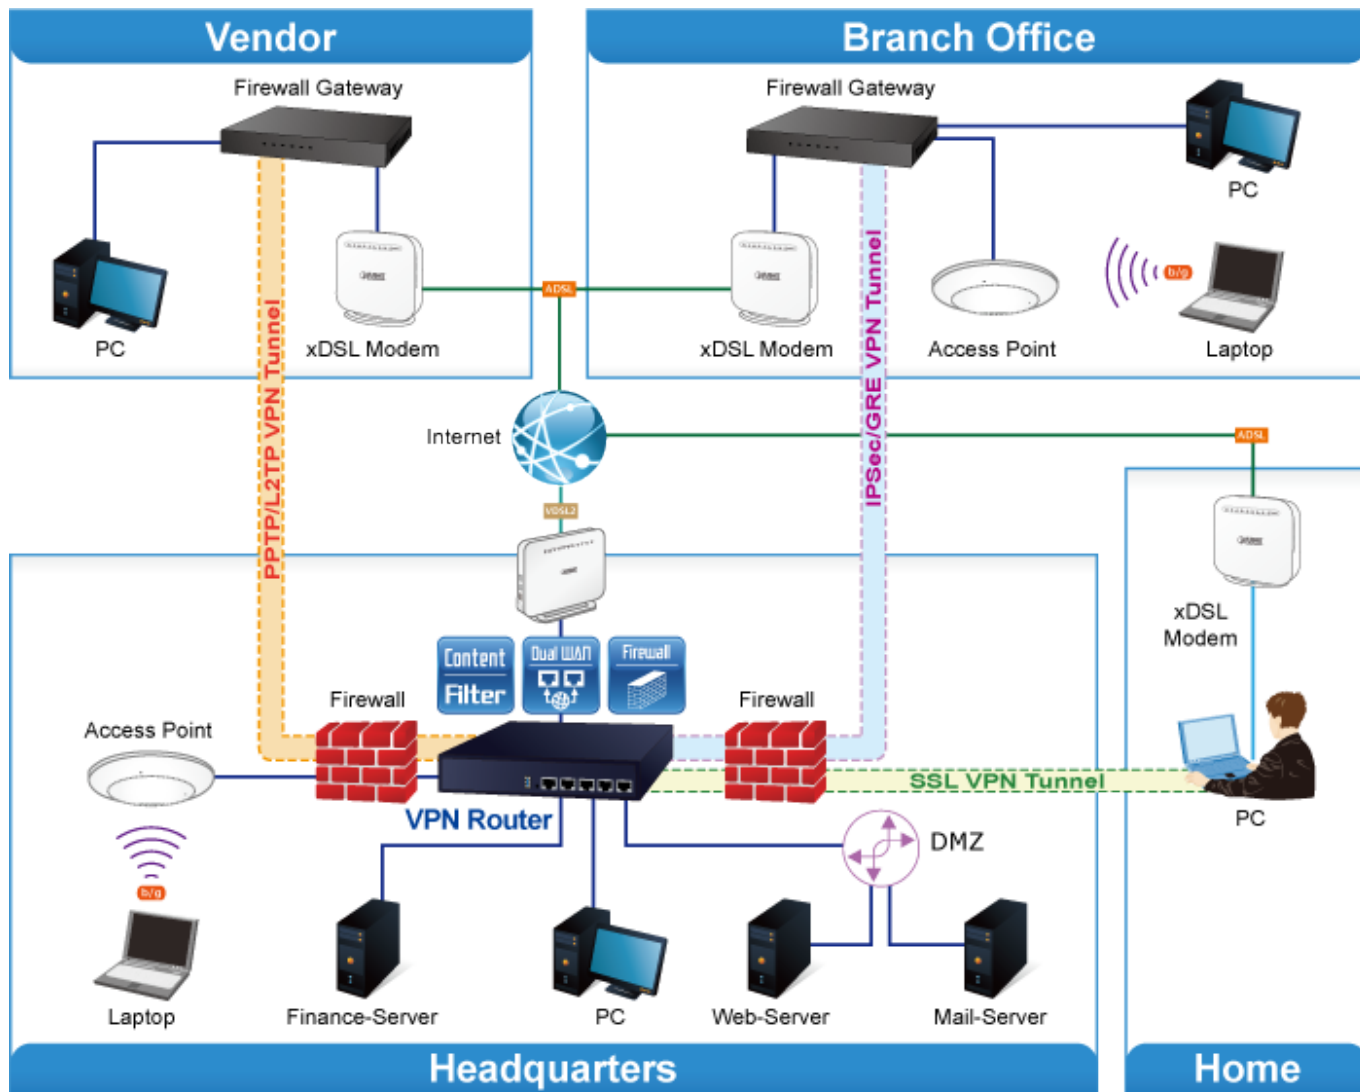 Vendor
Branch Office
Firewall Gateway
Firewall Gateway
PC
PC
xDSL Modem
ADSL
xDSL Modem
Access Point
b/g
Laptop
PPTP/L2TP VPN Tunnel
IPSec/GRE VPN Tunnel
Internet
ADSL
VDSL2
xDSL
Modem
Content
Filter
Dual WAN
Firewall
Firewall
Firewall
Access Point
VPN Router
SSL VPN Tunnel
PC
DMZ
b/g
Laptop
Finance-Server
PC
Web-Server
Mail-Server
Headquarters
Home